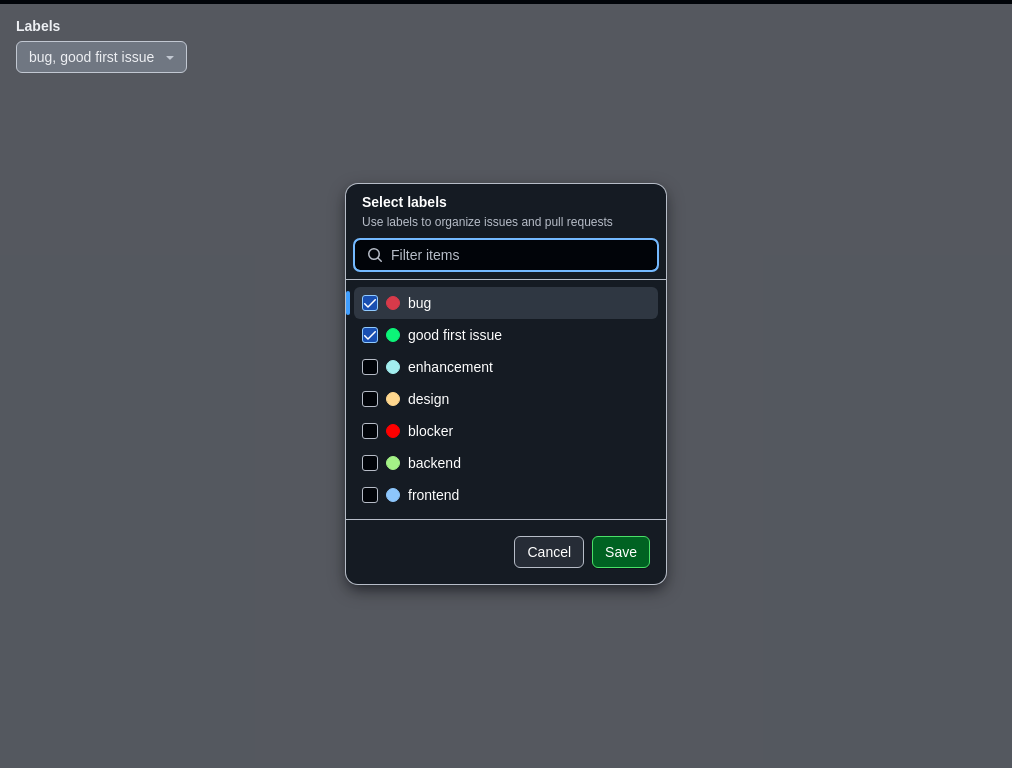 Labels
bug, good first issue
Select labels
Use labels to organize issues and pull requests
Filter items
bug
good first issue
enhancement
design
blocker
backend
frontend
Cancel Save